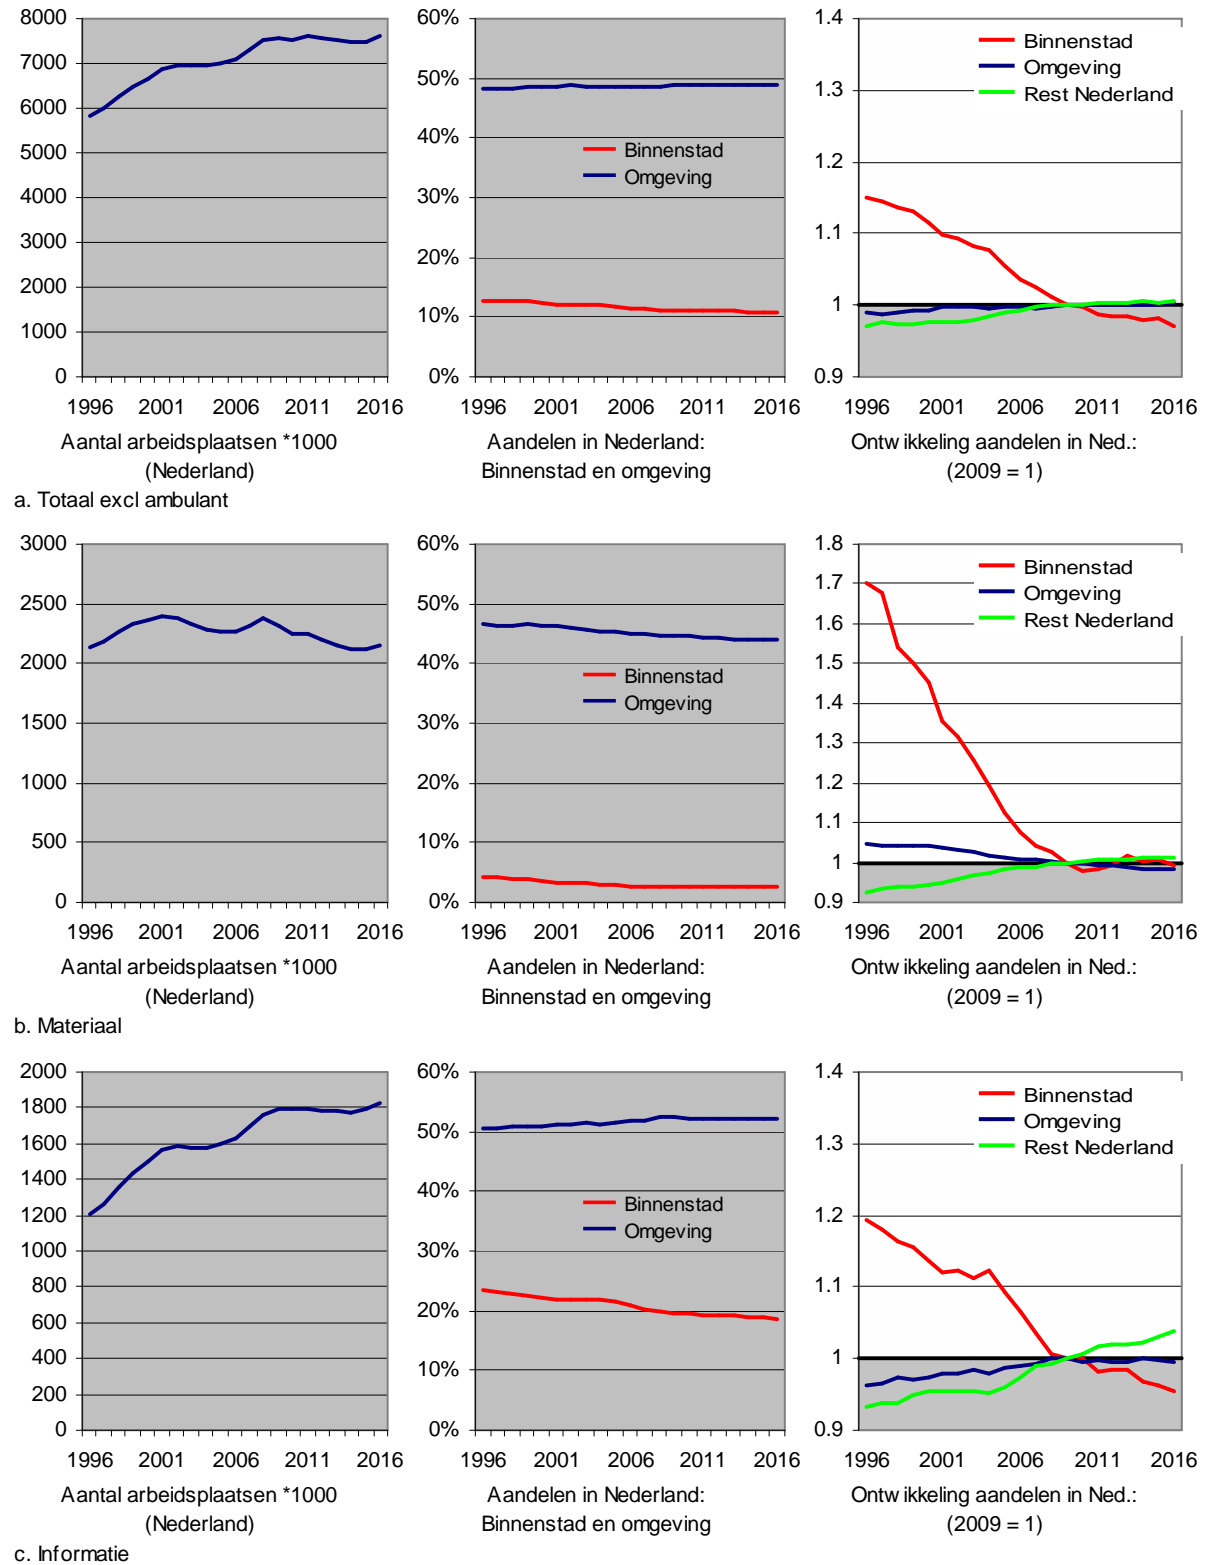 8000
7000
6000
5000
4000
3000
2000
1000
0
1996 2001 2006 2011 2016
Aantal arbeidsplaatsen *1000
(Nederland)
60%
50%
40%
30%
20%
10%
0%
Binnenstad
Omgeving
1996 2001 2006 2011 2016
Aandelen in Nederland:
Binnenstad en omgeving
1.4
1.3
1.2
1.1
1
0.9
Binnenstad
Omgeving
Rest Nederland
1996 2001 2006 2011 2016
Ontwikkeling aandelen in Ned.:
(2009 = 1)
a. Totaal excl ambulant
3000
2500
2000
1500
1000
500
0
1996 2001 2006 2011 2016
Aantal arbeidsplaatsen *1000
(Nederland)
60%
50%
40%
30%
20%
10%
0%
Binnenstad
Omgeving
1996 2001 2006 2011 2016
Aandelen in Nederland:
Binnenstad en omgeving
1.8
1.7
1.6
1.5
1.4
1.3
1.2
1.1
1
0.9
Binnenstad
Omgeving
Rest Nederland
1996 2001 2006 2011 2016
Ontwikkeling aandelen in Ned.:
(2009 = 1)
b. Materiaal
2000
1800
1600
1400
1200
1000
800
600
400
200
0
1996 2001 2006 2011 2016
Aantal arbeidsplaatsen *1000
(Nederland)
60%
50%
40%
30%
20%
10%
0%
Binnenstad
Omgeving
1996 2001 2006 2011 2016
Aandelen in Nederland:
Binnenstad en omgeving
1.4
1.3
1.2
1.1
1
0.9
Binnenstad
Omgeving
Rest Nederland
1996 2001 2006 2011 2016
Ontwikkeling aandelen in Ned.:
(2009 = 1)
c. Informatie